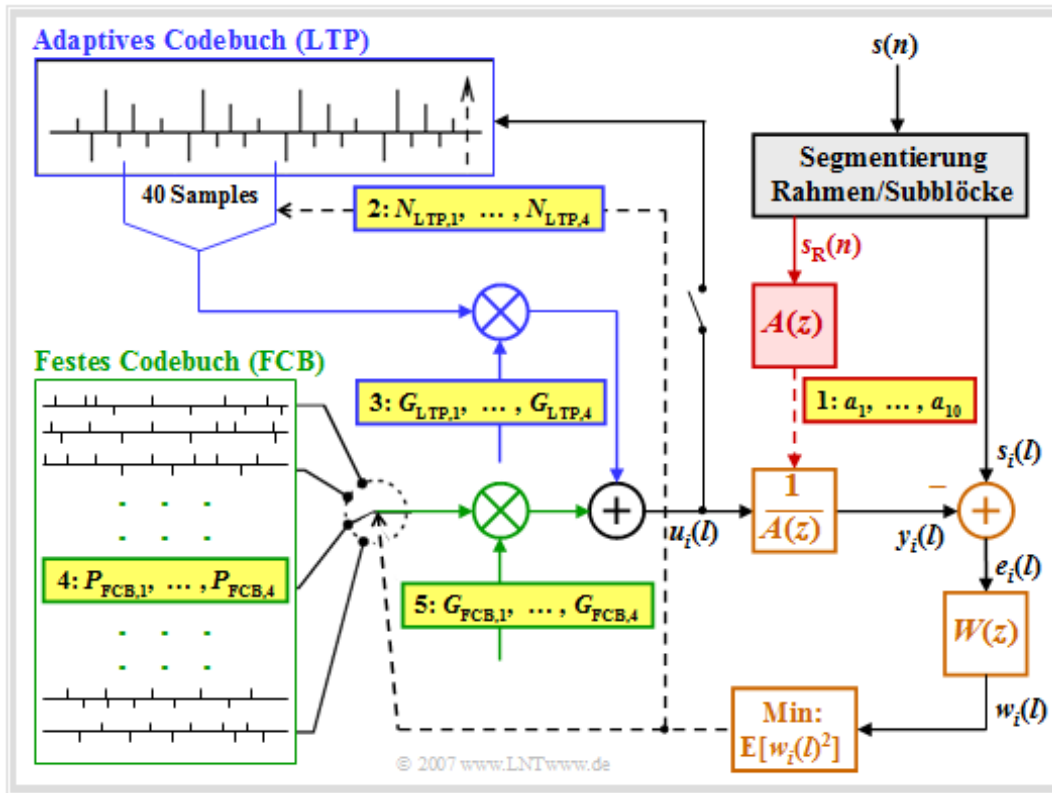 Adaptives Codebuch (LTP)
s(n)
Segmentierung
Rahmen/Subblöcke
40 Samples
2: N_LTP,1, … , N_LTP,4
s_R(n)
A(z)
Festes Codebuch (FCB)
3: G_LTP,1, … , G_LTP,4
1: a_1, … , a_10
s_i(l)
–
1
A(z)
+
+
u_i(l)
y_i(l)
e_i(l)
4: P_FCB,1, … , P_FCB,4
5: G_FCB,1, … , G_FCB,4
W(z)
w_i(l)
Min:
E[w_i(l)²]
© 2007 www.LNTwww.de